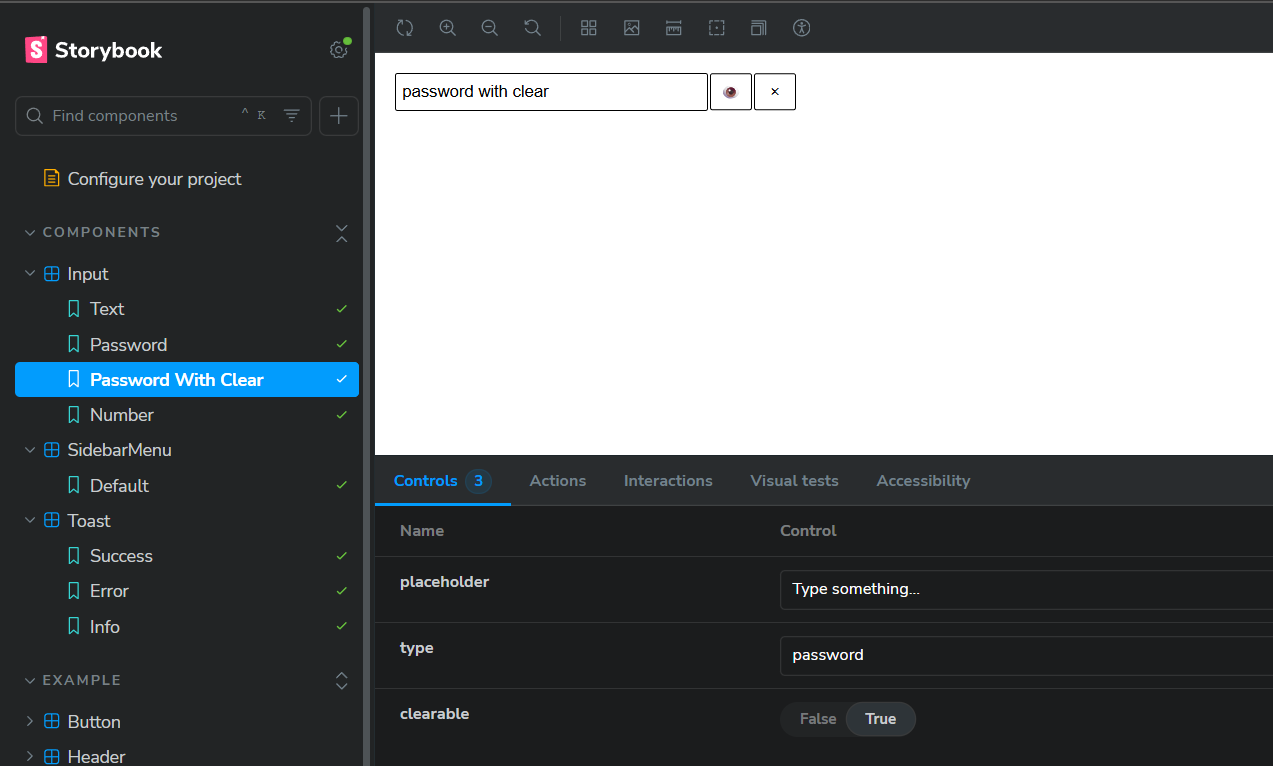 Storybook
Find components
^ K
Configure your project
COMPONENTS
Input
Text
Password
Password With Clear
Number
SidebarMenu
Default
Toast
Success
Error
Info
EXAMPLE
Button
Header
password with clear
×
Controls 3 Actions Interactions Visual tests Accessibility
Name Control
placeholder Type something...
type password
clearable False True